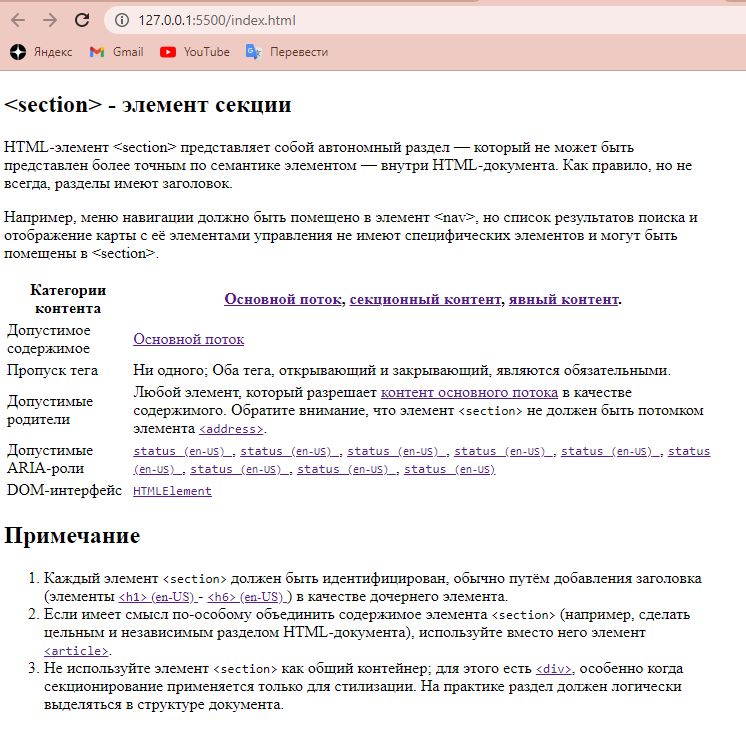 127.0.0.1:5500/index.html
Яндекс Gmail YouTube Перевести
<section> - элемент секции
HTML-элемент <section> представляет собой автономный раздел — который не может быть
представлен более точным по семантике элементом — внутри HTML-документа. Как правило, но не
всегда, разделы имеют заголовок.
Например, меню навигации должно быть помещено в элемент <nav>, но список результатов поиска и
отображение карты с её элементами управления не имеют специфических элементов и могут быть
помещены в <section>.
Категории
контента
Основной поток, секционный контент, явный контент.
Допустимое
содержимое
Основной поток
Пропуск тега Ни одного; Оба тега, открывающий и закрывающий, являются обязательными.
Допустимые
родители
Любой элемент, который разрешает контент основного потока в качестве
содержимого. Обратите внимание, что элемент <section> не должен быть потомком
элемента <address>.
Допустимые
ARIA-роли
status (en-US) , status (en-US) , status (en-US) , status (en-US) , status (en-US) , status
(en-US) , status (en-US) , status (en-US) , status (en-US)
DOM-интерфейс HTMLElement
Примечание
1. Каждый элемент <section> должен быть идентифицирован, обычно путём добавления заголовка
(элементы <h1> (en-US) - <h6> (en-US) ) в качестве дочернего элемента.
2. Если имеет смысл по-особому объединить содержимое элемента <section> (например, сделать
цельным и независимым разделом HTML-документа), используйте вместо него элемент
<article>.
3. Не используйте элемент <section> как общий контейнер; для этого есть <div>, особенно когда
секционирование применяется только для стилизации. На практике раздел должен логически
выделяться в структуре документа.